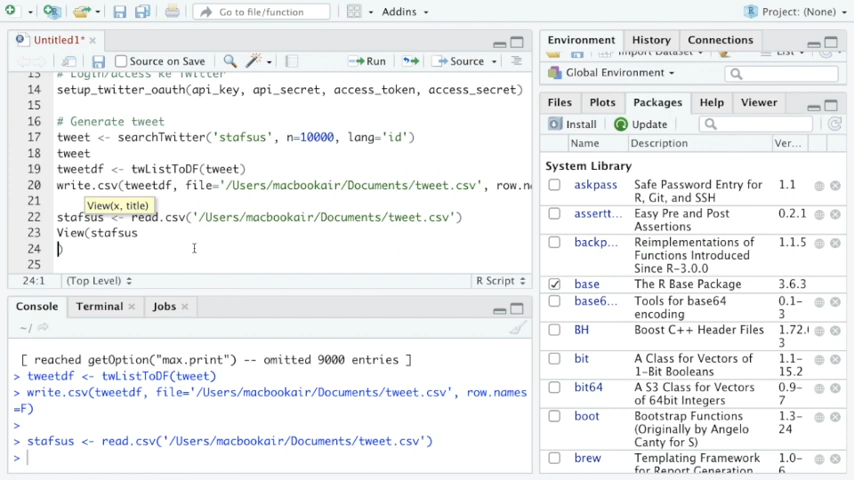 Go to file/function
Addins
Project: (None)
Untitled1*
Source on Save
Run
Source
13 # Login/access ke Twitter
14 setup_twitter_oauth(api_key, api_secret, access_token, access_secret)
15
16 # Generate tweet
17 tweet <- searchTwitter('stafsus', n=10000, lang='id')
18 tweet
19 tweetdf <- twListToDF(tweet)
20 write.csv(tweetdf, file='/Users/macbookair/Documents/tweet.csv', row.n
21
View(x, title)
22 stafsus <- read.csv('/Users/macbookair/Documents/tweet.csv')
23 View(stafsus
24 )
25
24:1 (Top Level) R Script
Console Terminal Jobs
~/
[ reached getOption("max.print") -- omitted 9000 entries ]
> tweetdf <- twListToDF(tweet)
> write.csv(tweetdf, file='/Users/macbookair/Documents/tweet.csv', row.names
=F)
>
> stafsus <- read.csv('/Users/macbookair/Documents/tweet.csv')
>
Environment History Connections
Import Dataset List
Global Environment
Files Plots Packages Help Viewer
Install Update
Name Description Ver...
System Library
askpass Safe Password Entry for 1.1
R, Git, and SSH
assertt... Easy Pre and Post 0.2.1
Assertions
backp... Reimplementations of 1.1.5
Functions Introduced
Since R-3.0.0
base The R Base Package 3.6.3
base6... Tools for base64 0.1-
encoding 3
BH Boost C++ Header Files 1.72.0
3
bit A Class for Vectors of 1.1-
1-Bit Booleans 15.2
bit64 A S3 Class for Vectors 0.9-
of 64bit Integers 7
boot Bootstrap Functions 1.3-
(Originally by Angelo 24
Canty for S)
brew Templating Framework 1.0-
for Report Generation 6